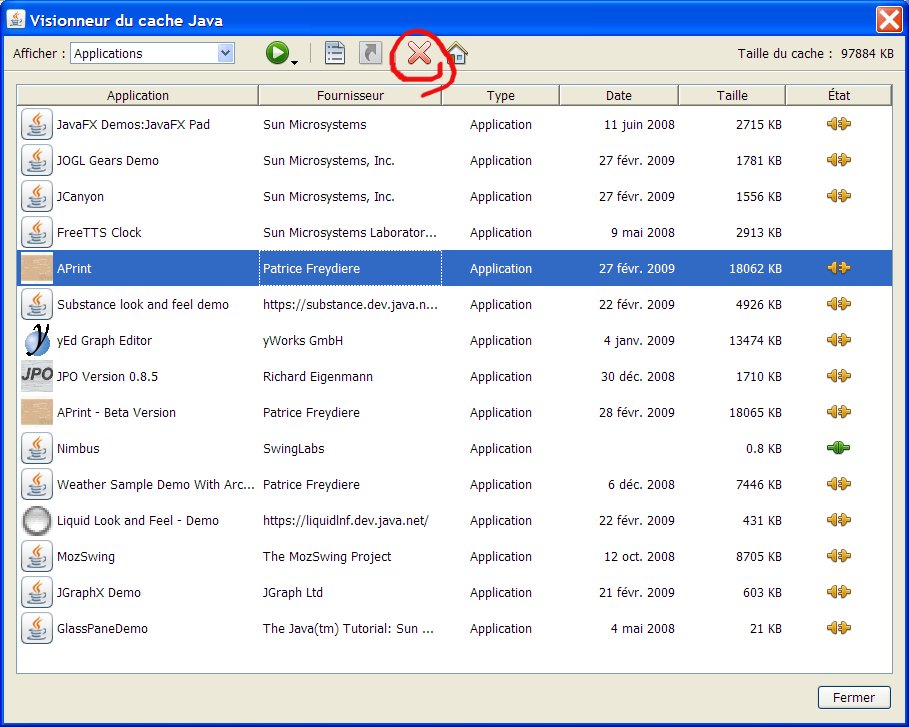 Visionneur du cache Java
Afficher : Applications Taille du cache : 97884 KB
Application Fournisseur Type Date Taille État
JavaFX Demos:JavaFX Pad Sun Microsystems Application 11 juin 2008 2715 KB
JOGL Gears Demo Sun Microsystems, Inc. Application 27 févr. 2009 1781 KB
JCanyon Sun Microsystems, Inc. Application 27 févr. 2009 1556 KB
FreeTTS Clock Sun Microsystems Laborator... Application 9 mai 2008 2913 KB
APrint Patrice Freydiere Application 27 févr. 2009 18062 KB
Substance look and feel demo https://substance.dev.java.n... Application 22 févr. 2009 4926 KB
yEd Graph Editor yWorks GmbH Application 4 janv. 2009 13474 KB
JPO JPO Version 0.8.5 Richard Eigenmann Application 30 déc. 2008 1710 KB
APrint - Beta Version Patrice Freydiere Application 28 févr. 2009 18065 KB
Nimbus SwingLabs Application 0.8 KB
Weather Sample Demo With Arc... Patrice Freydiere Application 6 déc. 2008 7446 KB
Liquid Look and Feel - Demo https://liquidlnf.dev.java.net/ Application 22 févr. 2009 431 KB
MozSwing The MozSwing Project Application 12 oct. 2008 8705 KB
JGraphX Demo JGraph Ltd Application 21 févr. 2009 603 KB
GlassPaneDemo The Java(tm) Tutorial: Sun ... Application 4 mai 2008 21 KB
Fermer